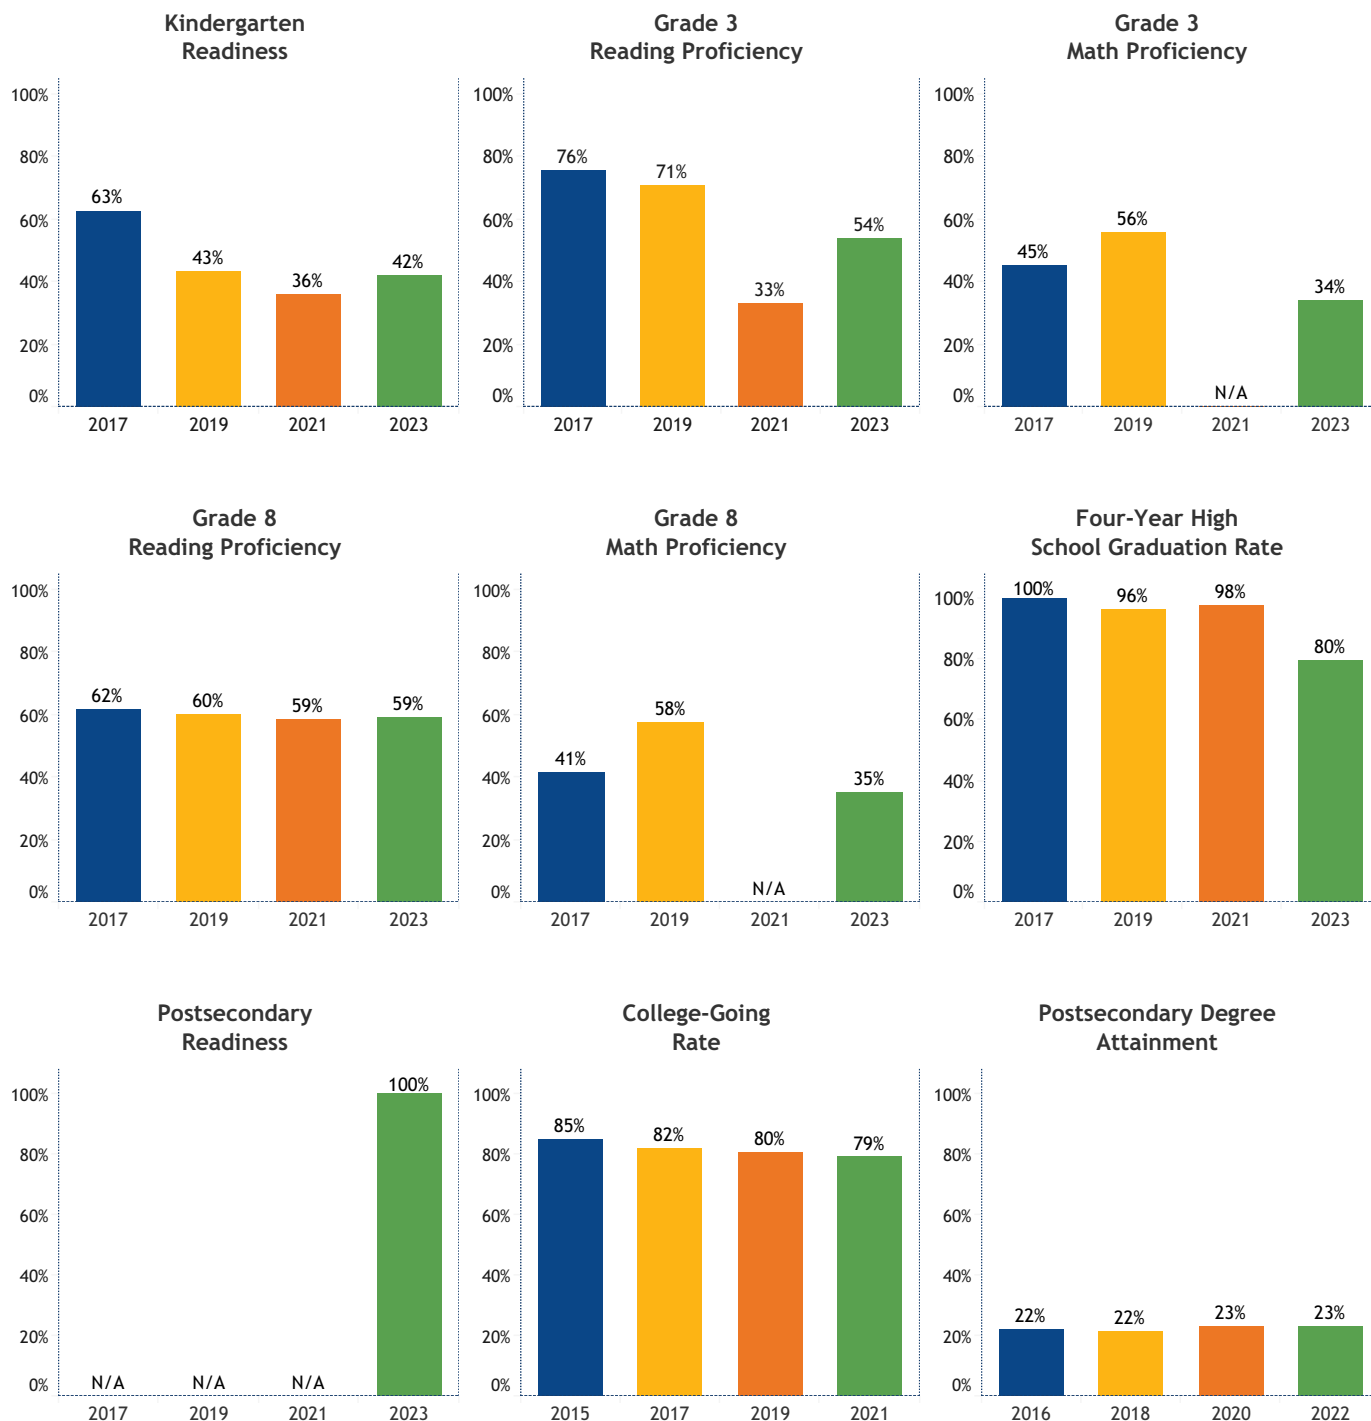 Kindergarten
Readiness
100%
80%
60%
40%
20%
0%
63%
43%
36%
42%
2017 2019 2021 2023
Grade 3
Reading Proficiency
100%
80%
60%
40%
20%
0%
76%
71%
33%
54%
2017 2019 2021 2023
Grade 3
Math Proficiency
100%
80%
60%
40%
20%
0%
45%
56%
N/A
34%
2017 2019 2021 2023
Grade 8
Reading Proficiency
100%
80%
60%
40%
20%
0%
62%
60%
59%
59%
2017 2019 2021 2023
Grade 8
Math Proficiency
100%
80%
60%
40%
20%
0%
41%
58%
N/A
35%
2017 2019 2021 2023
Four-Year High
School Graduation Rate
100%
80%
60%
40%
20%
0%
100%
96%
98%
80%
2017 2019 2021 2023
Postsecondary
Readiness
100%
80%
60%
40%
20%
0%
N/A
N/A
N/A
100%
2017 2019 2021 2023
College-Going
Rate
100%
80%
60%
40%
20%
0%
85%
82%
80%
79%
2015 2017 2019 2021
Postsecondary Degree
Attainment
100%
80%
60%
40%
20%
0%
22%
22%
23%
23%
2016 2018 2020 2022